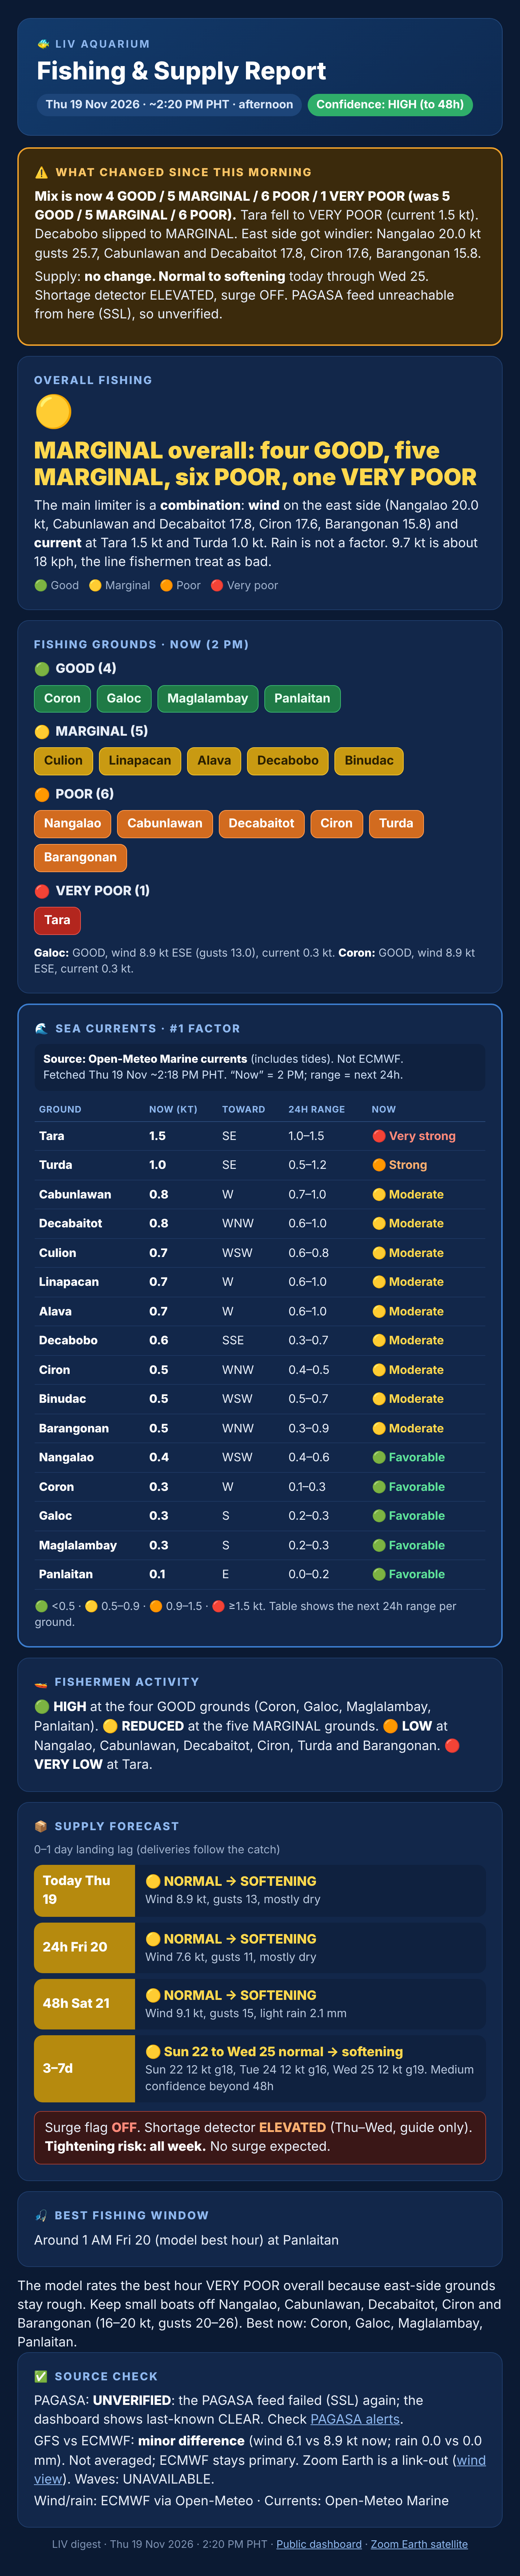 🐠 LIV AQUARIUM
Fishing & Supply Report
Thu 19 Nov 2026 · ~2:20 PM PHT · afternoon
Confidence: HIGH (to 48h)
⚠️ WHAT CHANGED SINCE THIS MORNING
Mix is now 4 GOOD / 5 MARGINAL / 6 POOR / 1 VERY POOR (was 5
GOOD / 5 MARGINAL / 6 POOR). Tara fell to VERY POOR (current 1.5 kt).
Decabobo slipped to MARGINAL. East side got windier: Nangalao 20.0 kt
gusts 25.7, Cabunlawan and Decabaitot 17.8, Ciron 17.6, Barangonan 15.8.
Supply: no change. Normal to softening today through Wed 25.
Shortage detector ELEVATED, surge OFF. PAGASA feed unreachable
from here (SSL), so unverified.
OVERALL FISHING
🟡
MARGINAL overall: four GOOD, five
MARGINAL, six POOR, one VERY POOR
The main limiter is a combination: wind on the east side (Nangalao 20.0
kt, Cabunlawan and Decabaitot 17.8, Ciron 17.6, Barangonan 15.8) and
current at Tara 1.5 kt and Turda 1.0 kt. Rain is not a factor. 9.7 kt is about
18 kph, the line fishermen treat as bad.
🟢 Good 🟡 Marginal 🟠 Poor 🔴 Very poor
FISHING GROUNDS · NOW (2 PM)
🟢 GOOD (4)
Coron Galoc Maglalambay Panlaitan
🟡 MARGINAL (5)
Culion Linapacan Alava Decabobo Binudac
🟠 POOR (6)
Nangalao Cabunlawan Decabaitot Ciron Turda
Barangonan
🔴 VERY POOR (1)
Tara
Galoc: GOOD, wind 8.9 kt ESE (gusts 13.0), current 0.3 kt. Coron: GOOD, wind 8.9 kt
ESE, current 0.3 kt.
🌊 SEA CURRENTS · #1 FACTOR
Source: Open-Meteo Marine currents (includes tides). Not ECMWF.
Fetched Thu 19 Nov ~2:18 PM PHT. “Now” = 2 PM; range = next 24h.
GROUND NOW (KT) TOWARD 24H RANGE NOW
Tara 1.5 SE 1.0–1.5 🔴 Very strong
Turda 1.0 SE 0.5–1.2 🟠 Strong
Cabunlawan 0.8 W 0.7–1.0 🟡 Moderate
Decabaitot 0.8 WNW 0.6–1.0 🟡 Moderate
Culion 0.7 WSW 0.6–0.8 🟡 Moderate
Linapacan 0.7 W 0.6–1.0 🟡 Moderate
Alava 0.7 W 0.6–1.0 🟡 Moderate
Decabobo 0.6 SSE 0.3–0.7 🟡 Moderate
Ciron 0.5 WNW 0.4–0.5 🟡 Moderate
Binudac 0.5 WSW 0.5–0.7 🟡 Moderate
Barangonan 0.5 WNW 0.3–0.9 🟡 Moderate
Nangalao 0.4 WSW 0.4–0.6 🟢 Favorable
Coron 0.3 W 0.1–0.3 🟢 Favorable
Galoc 0.3 S 0.2–0.3 🟢 Favorable
Maglalambay 0.3 S 0.2–0.3 🟢 Favorable
Panlaitan 0.1 E 0.0–0.2 🟢 Favorable
🟢 <0.5 · 🟡 0.5–0.9 · 🟠 0.9–1.5 · 🔴 ≥1.5 kt. Table shows the next 24h range per
ground.
🚤 FISHERMEN ACTIVITY
🟢 HIGH at the four GOOD grounds (Coron, Galoc, Maglalambay,
Panlaitan). 🟡 REDUCED at the five MARGINAL grounds. 🟠 LOW at
Nangalao, Cabunlawan, Decabaitot, Ciron, Turda and Barangonan. 🔴
VERY LOW at Tara.
📦 SUPPLY FORECAST
0–1 day landing lag (deliveries follow the catch)
Today Thu
19
🟡 NORMAL → SOFTENING
Wind 8.9 kt, gusts 13, mostly dry
24h Fri 20
🟡 NORMAL → SOFTENING
Wind 7.6 kt, gusts 11, mostly dry
48h Sat 21
🟡 NORMAL → SOFTENING
Wind 9.1 kt, gusts 15, light rain 2.1 mm
3–7d
🟡 Sun 22 to Wed 25 normal → softening
Sun 22 12 kt g18, Tue 24 12 kt g16, Wed 25 12 kt g19. Medium
confidence beyond 48h
Surge flag OFF. Shortage detector ELEVATED (Thu–Wed, guide only).
Tightening risk: all week. No surge expected.
🎣 BEST FISHING WINDOW
Around 1 AM Fri 20 (model best hour) at Panlaitan
The model rates the best hour VERY POOR overall because east-side grounds
stay rough. Keep small boats off Nangalao, Cabunlawan, Decabaitot, Ciron and
Barangonan (16–20 kt, gusts 20–26). Best now: Coron, Galoc, Maglalambay,
Panlaitan.
✅ SOURCE CHECK
PAGASA: UNVERIFIED: the PAGASA feed failed (SSL) again; the
dashboard shows last-known CLEAR. Check PAGASA alerts.
GFS vs ECMWF: minor difference (wind 6.1 vs 8.9 kt now; rain 0.0 vs 0.0
mm). Not averaged; ECMWF stays primary. Zoom Earth is a link-out (wind
view). Waves: UNAVAILABLE.
Wind/rain: ECMWF via Open-Meteo · Currents: Open-Meteo Marine
LIV digest · Thu 19 Nov 2026 · 2:20 PM PHT · Public dashboard · Zoom Earth satellite